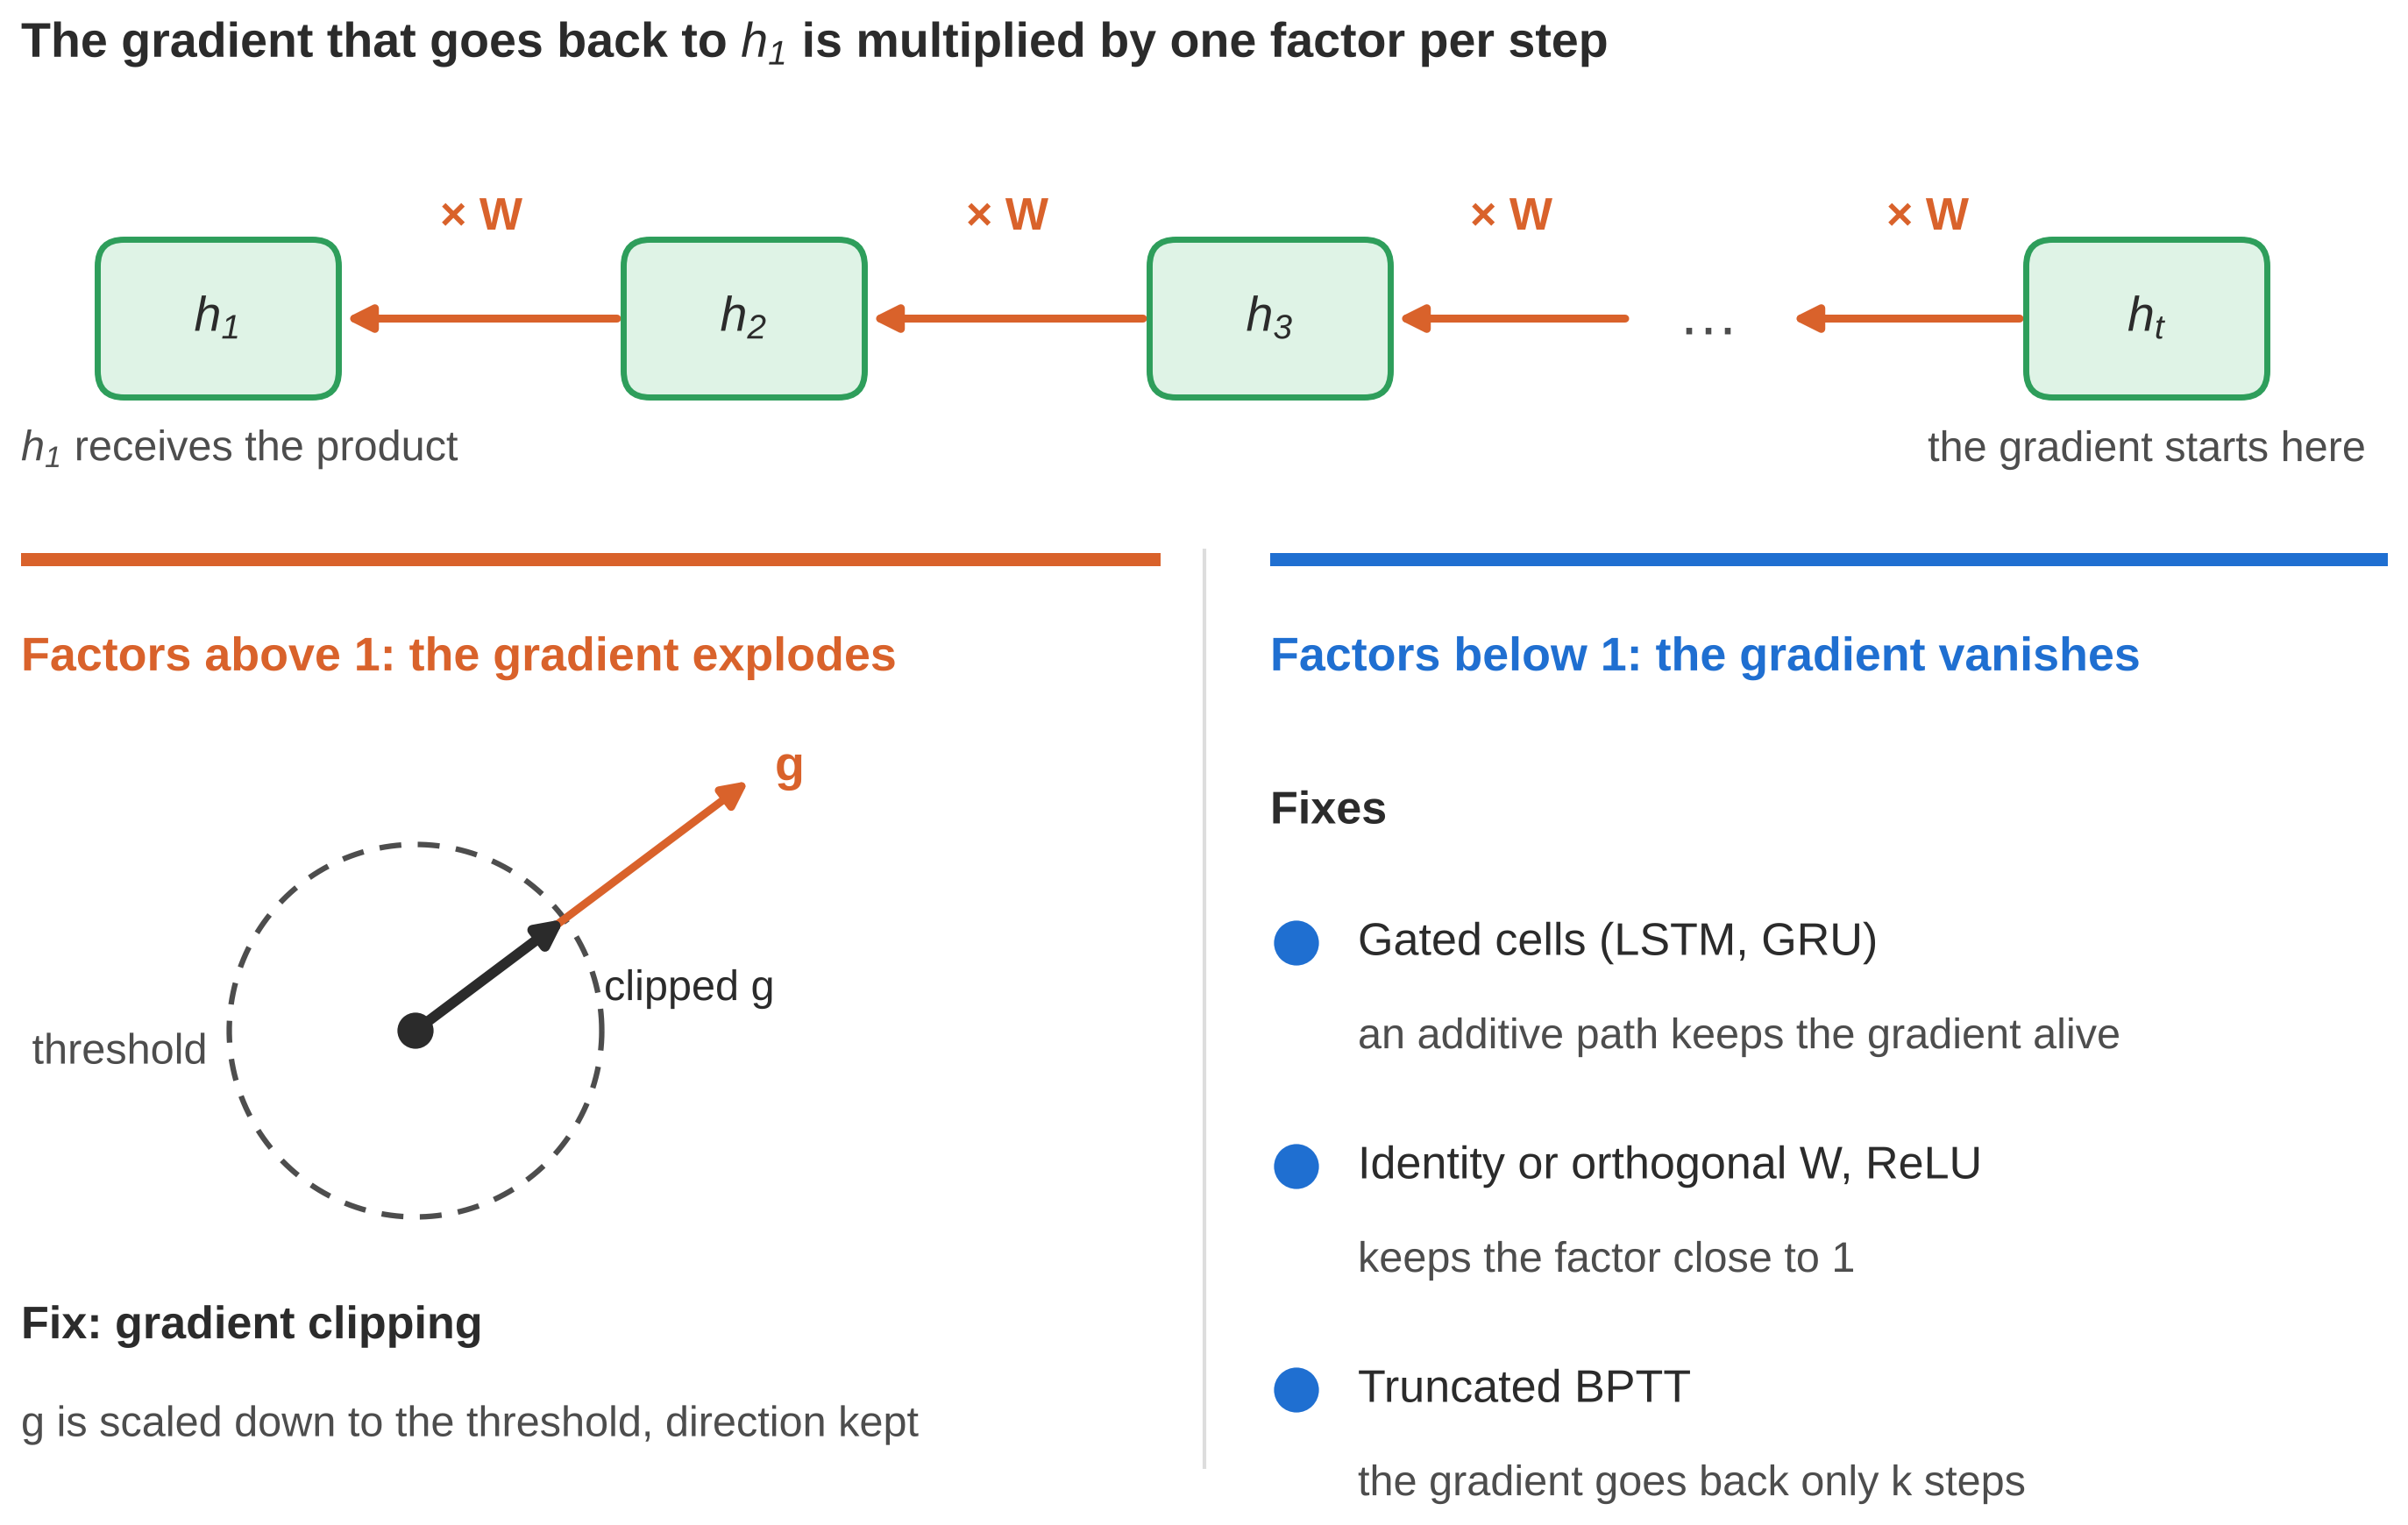 The gradient that goes back to h₁ is multiplied by one factor per step
× W × W × W × W
h₁ h₂ h₃ … hₜ
h₁ receives the product
the gradient starts here
Factors above 1: the gradient explodes
g
clipped g
threshold
Fix: gradient clipping
g is scaled down to the threshold, direction kept
Factors below 1: the gradient vanishes
Fixes
Gated cells (LSTM, GRU)
an additive path keeps the gradient alive
Identity or orthogonal W, ReLU
keeps the factor close to 1
Truncated BPTT
the gradient goes back only k steps